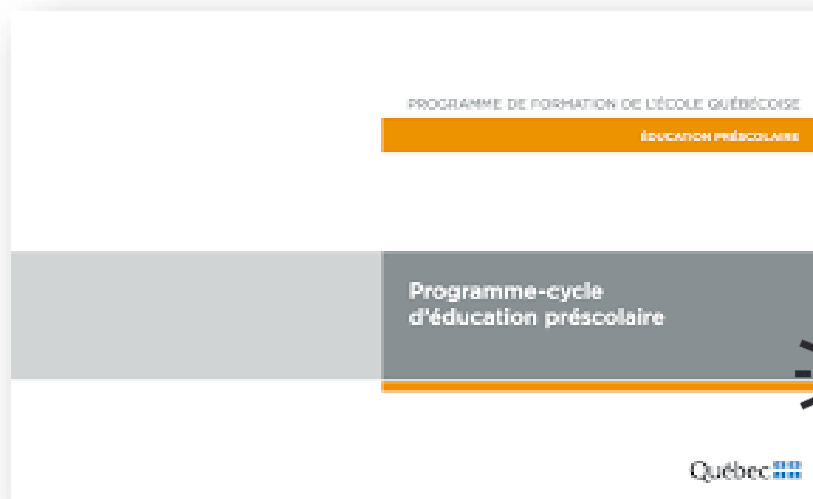 PROGRAMME DE FORMATION DE L'ÉCOLE QUÉBÉCOISE
ÉDUCATION PRÉSCOLAIRE
Programme-cycle
d'éducation préscolaire
Québec